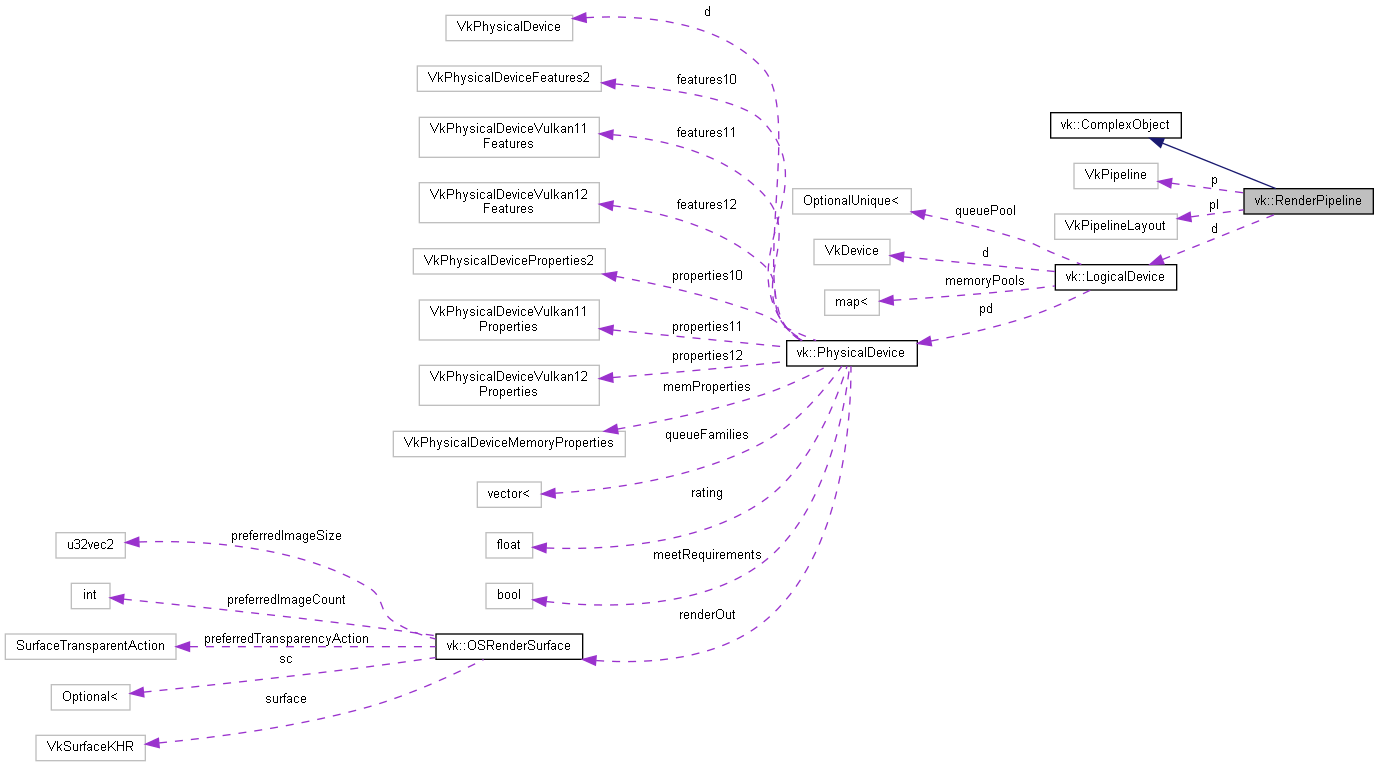 d
VkPhysicalDevice
VkPhysicalDeviceFeatures2
features10
VkPhysicalDeviceVulkan11
Features
features11
vk::ComplexObject
VkPipeline
p
VkPhysicalDeviceVulkan12
Features
features12
OptionalUnique<
queuePool
pl
vk::RenderPipeline
VkPipelineLayout
d
VkPhysicalDeviceProperties2
properties10
VkDevice
d
vk::LogicalDevice
memoryPools
map<
pd
VkPhysicalDeviceVulkan11
Properties
properties11
vk::PhysicalDevice
properties12
VkPhysicalDeviceVulkan12
Properties
memProperties
VkPhysicalDeviceMemoryProperties
queueFamilies
vector<
rating
float
meetRequirements
bool
renderOut
u32vec2
preferredImageSize
int
preferredImageCount
SurfaceTransparentAction
preferredTransparencyAction
vk::OSRenderSurface
sc
Optional<
surface
VkSurfaceKHR